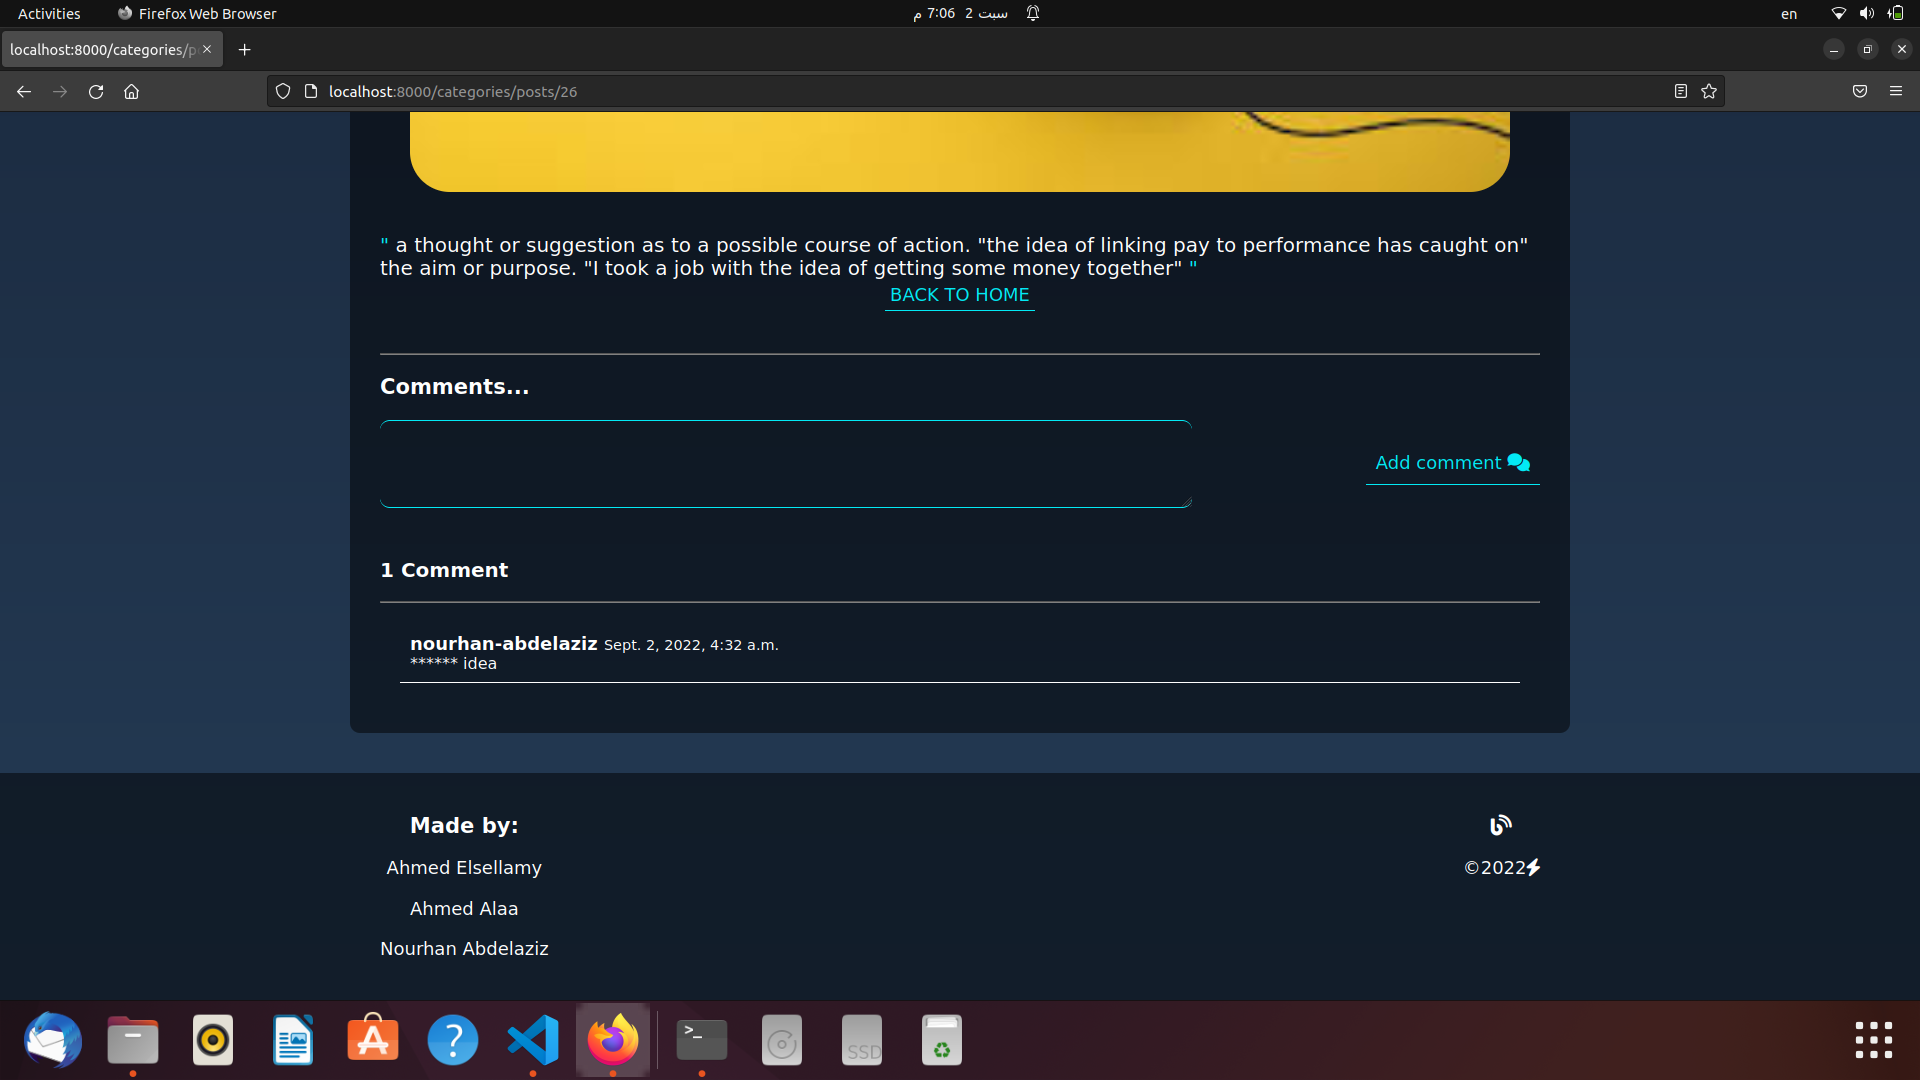 Activities
Firefox Web Browser
سبت 2 7:06 م
en
localhost:8000/categories/p
localhost:8000/categories/posts/26
" a thought or suggestion as to a possible course of action. "the idea of linking pay to performance has caught on"
the aim or purpose. "I took a job with the idea of getting some money together" "
BACK TO HOME
Comments...
Add comment
1 Comment
nourhan-abdelaziz Sept. 2, 2022, 4:32 a.m.
****** idea
Made by:
Ahmed Elsellamy
Ahmed Alaa
Nourhan Abdelaziz
©2022
>_
SSD